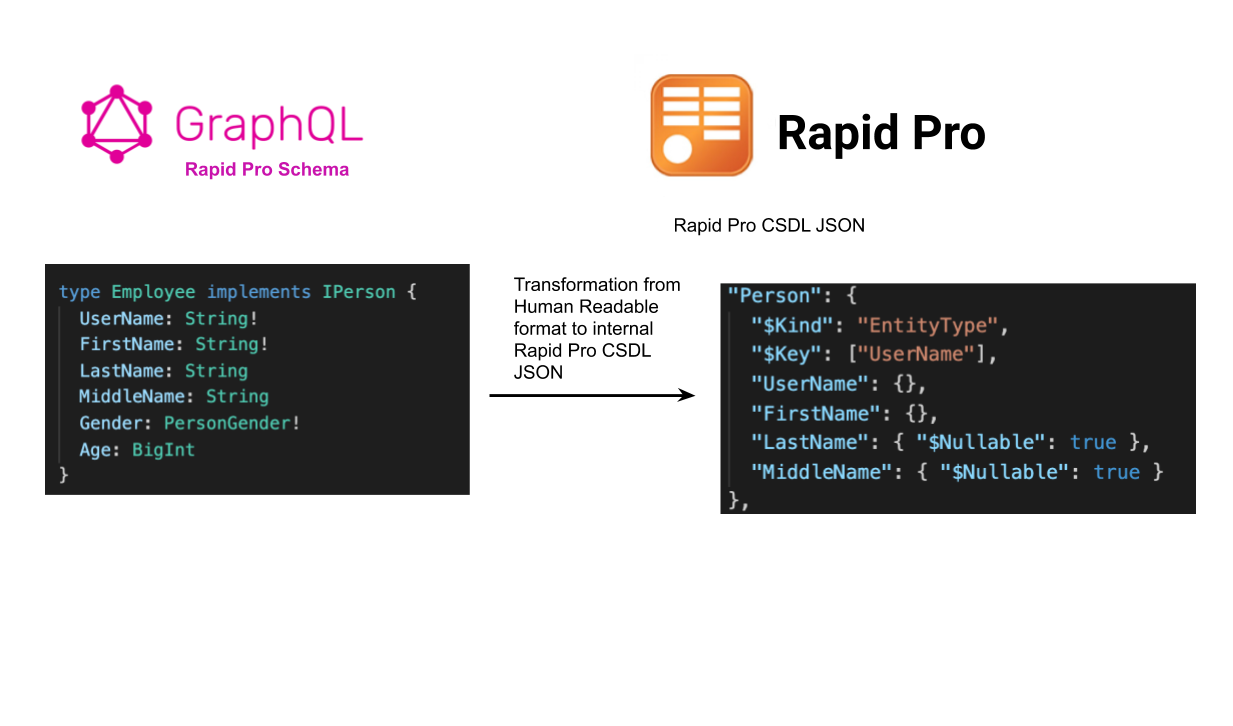 GraphQL
Rapid Pro Schema
Rapid Pro
Rapid Pro CSDL JSON
type Employee implements IPerson {
UserName: String!
FirstName: String!
LastName: String
MiddleName: String
Gender: PersonGender!
Age: BigInt
}
Transformation from
Human Readable
format to internal
Rapid Pro CSDL
JSON
"Person": {
"$Kind": "EntityType",
"$Key": ["UserName"],
"UserName": {},
"FirstName": {},
"LastName": { "$Nullable": true },
"MiddleName": { "$Nullable": true }
},